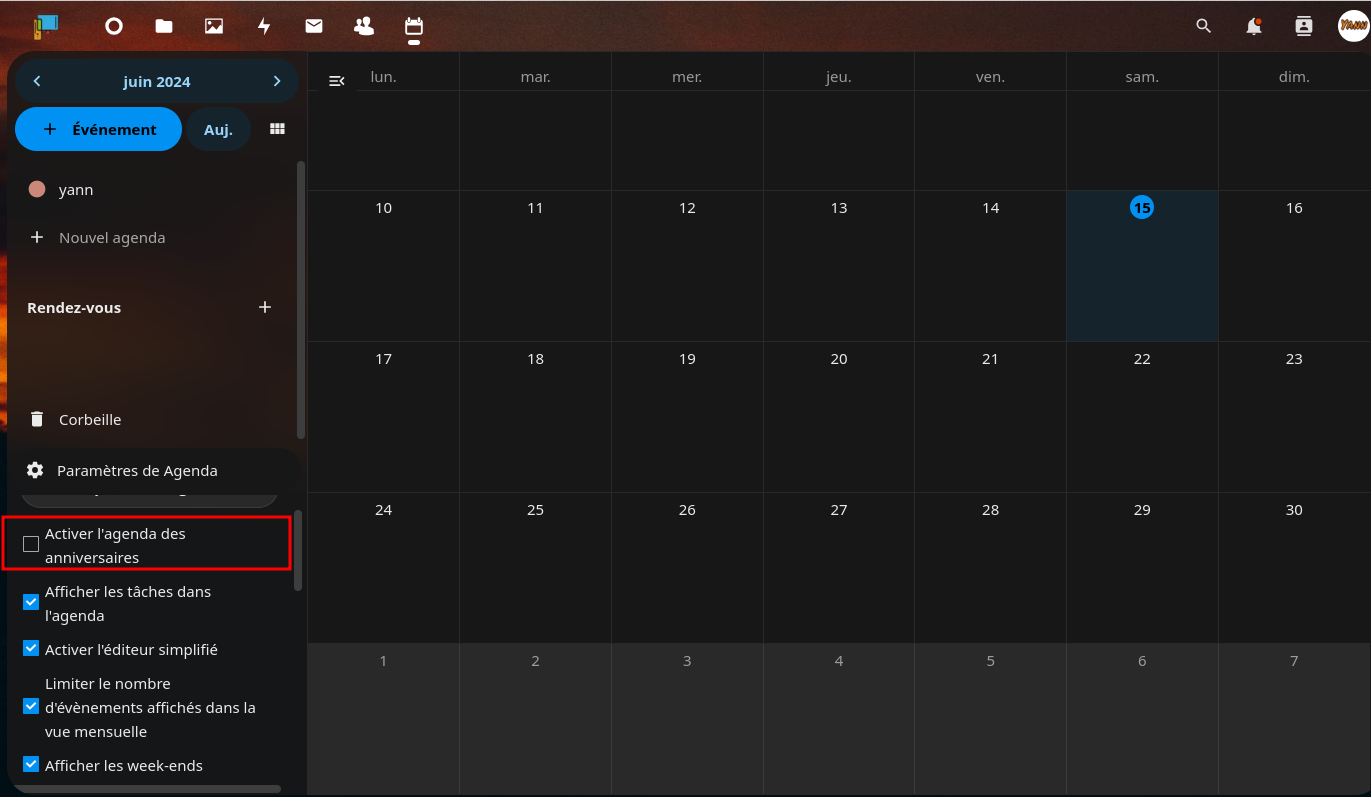 Yann
juin 2024
lun. mar. mer. jeu. ven. sam. dim.
+ Événement Auj.
yann
+ Nouvel agenda
10 11 12 13 14 15 16
Rendez-vous +
17 18 19 20 21 22 23
Corbeille
Paramètres de Agenda
24 25 26 27 28 29 30
Activer l'agenda des
anniversaires
Afficher les tâches dans
l'agenda
Activer l'éditeur simplifié
1 2 3 4 5 6 7
Limiter le nombre
d'évènements affichés dans la
vue mensuelle
Afficher les week-ends